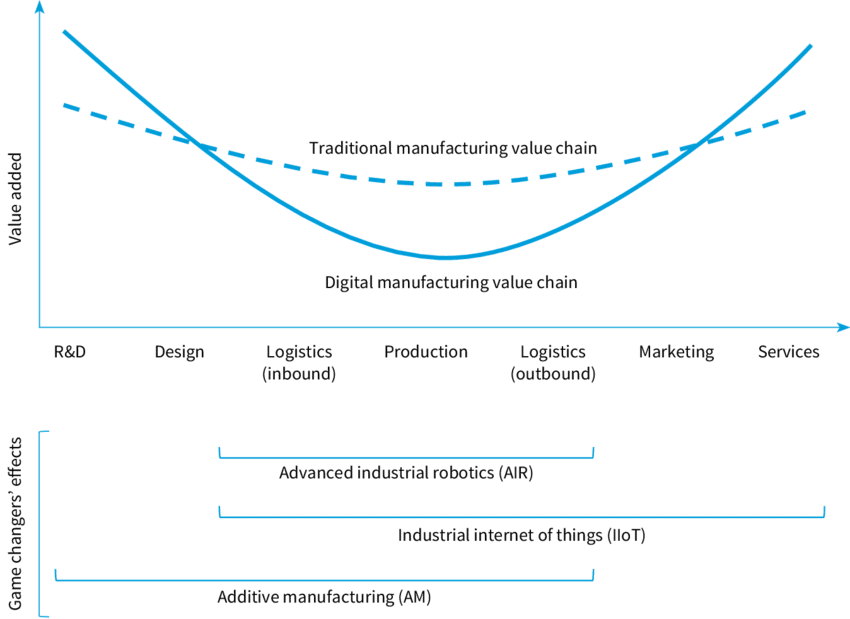 Value added
Traditional manufacturing value chain
Digital manufacturing value chain
R&D
Design
Logistics
(inbound)
Production
Logistics
(outbound)
Marketing
Services
Game changers’ effects
Advanced industrial robotics (AIR)
Industrial internet of things (IIoT)
Additive manufacturing (AM)